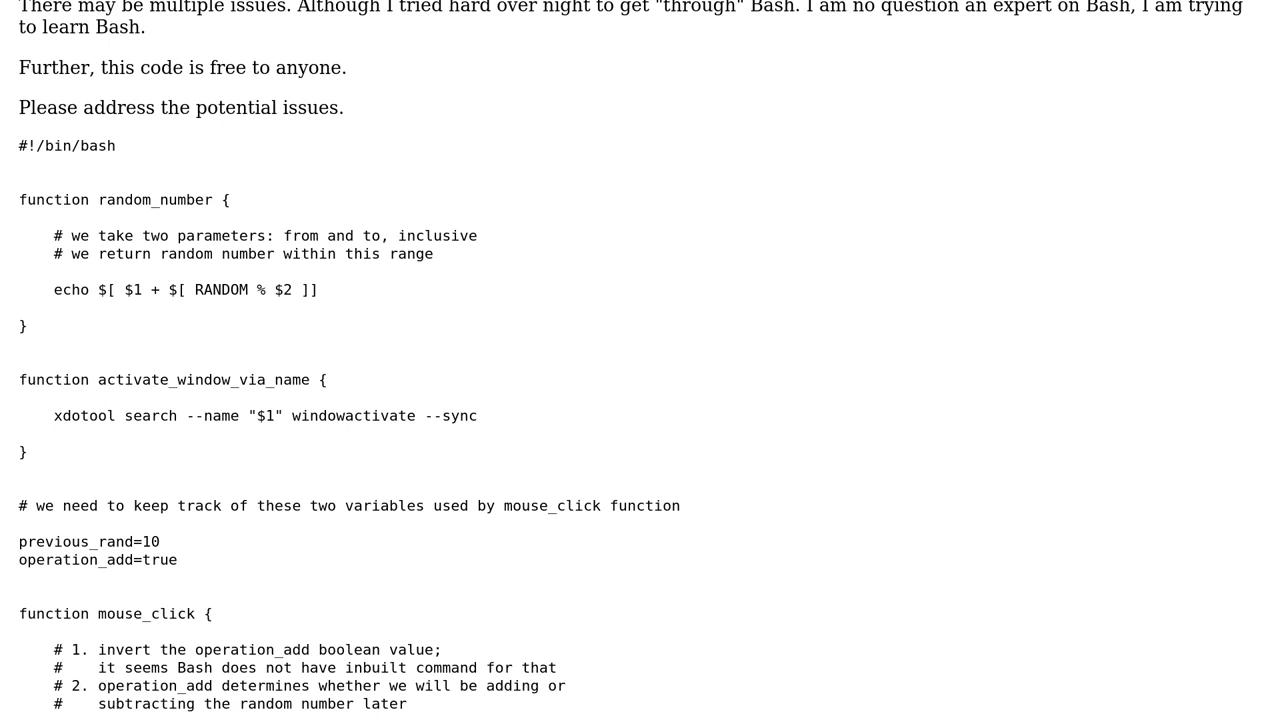 There may be multiple issues. Although I tried hard over night to get "through" Bash. I am no question an expert on Bash, I am trying
to learn Bash.
Further, this code is free to anyone.
Please address the potential issues.
#!/bin/bash
function random_number {
# we take two parameters: from and to, inclusive
# we return random number within this range
echo $[ $1 + $[ RANDOM % $2 ]]
}
function activate_window_via_name {
xdotool search --name "$1" windowactivate --sync
}
# we need to keep track of these two variables used by mouse_click function
previous_rand=10
operation_add=true
function mouse_click {
# 1. invert the operation_add boolean value;
#    it seems Bash does not have inbuilt command for that
# 2. operation_add determines whether we will be adding or
#    subtracting the random number later